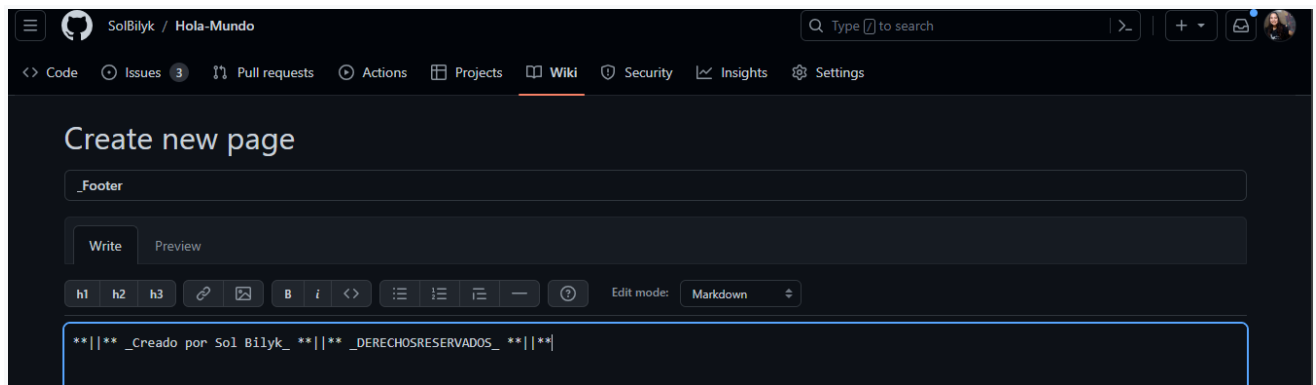 SolBilyk / Hola-Mundo Type / to search >_ +
<> Code Issues 3 Pull requests Actions Projects Wiki Security Insights Settings
Create new page
_Footer
Write Preview
h1 h2 h3 B i <> ? Edit mode: Markdown
**||** _Creado por Sol Bilyk_ **||** _DERECHOSRESERVADOS_ **||**